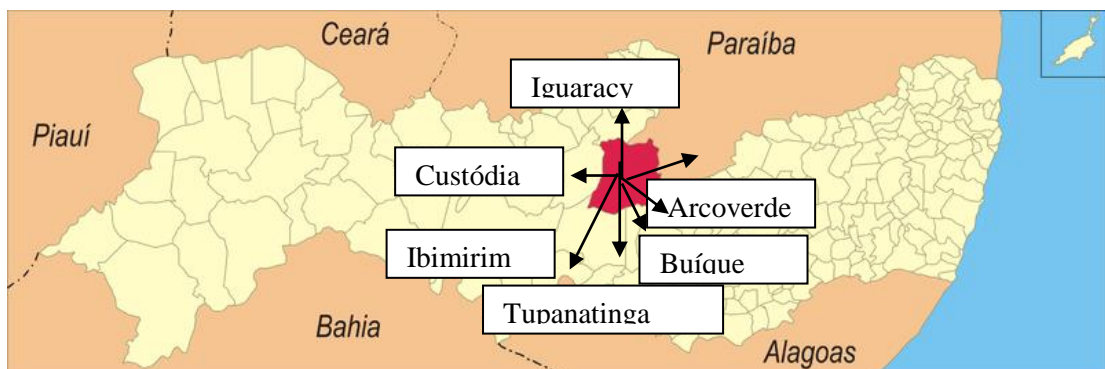 Ceará
Paraíba
Iguaracy
Piauí
Custódia
Arcoverde
Ibimirim
Buíque
Tupanatinga
Bahia
Alagoas